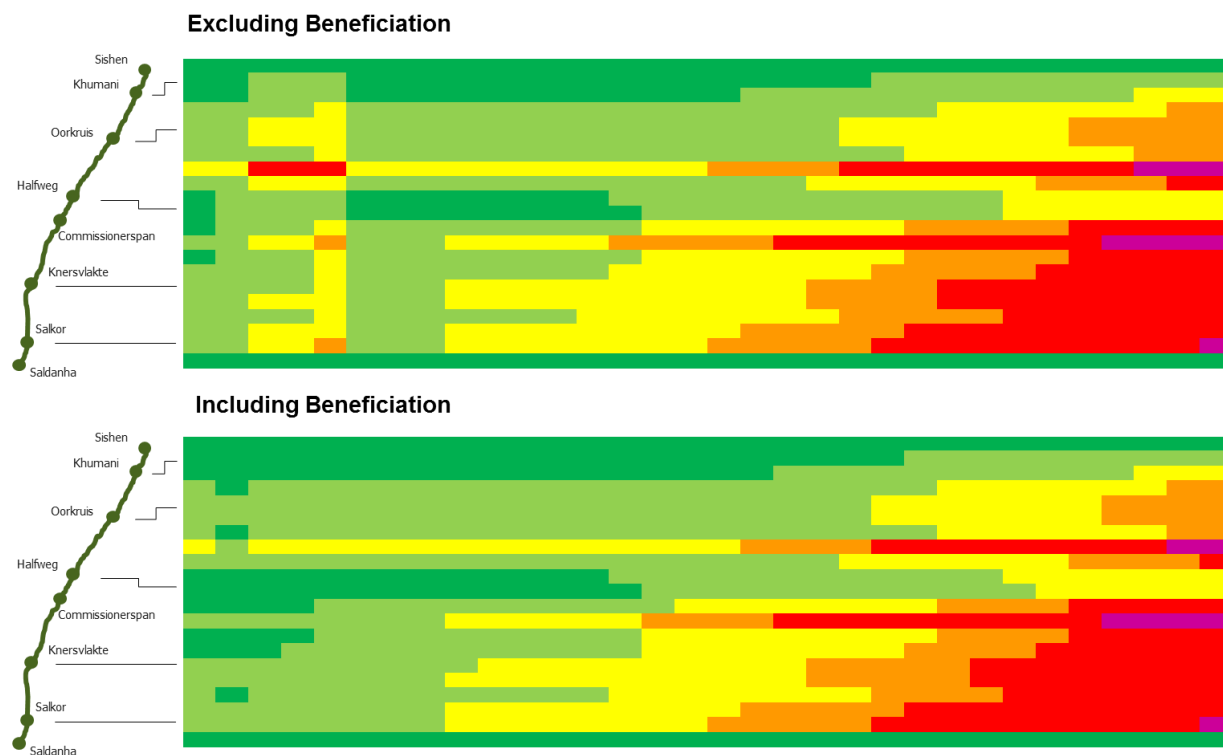 Excluding Beneficiation
Sishen
Khumani
Oorkruis
Halfweg
Commissionerspan
Knersvlakte
Salkor
Saldanha
Including Beneficiation
Sishen
Khumani
Oorkruis
Halfweg
Commissionerspan
Knersvlakte
Salkor
Saldanha